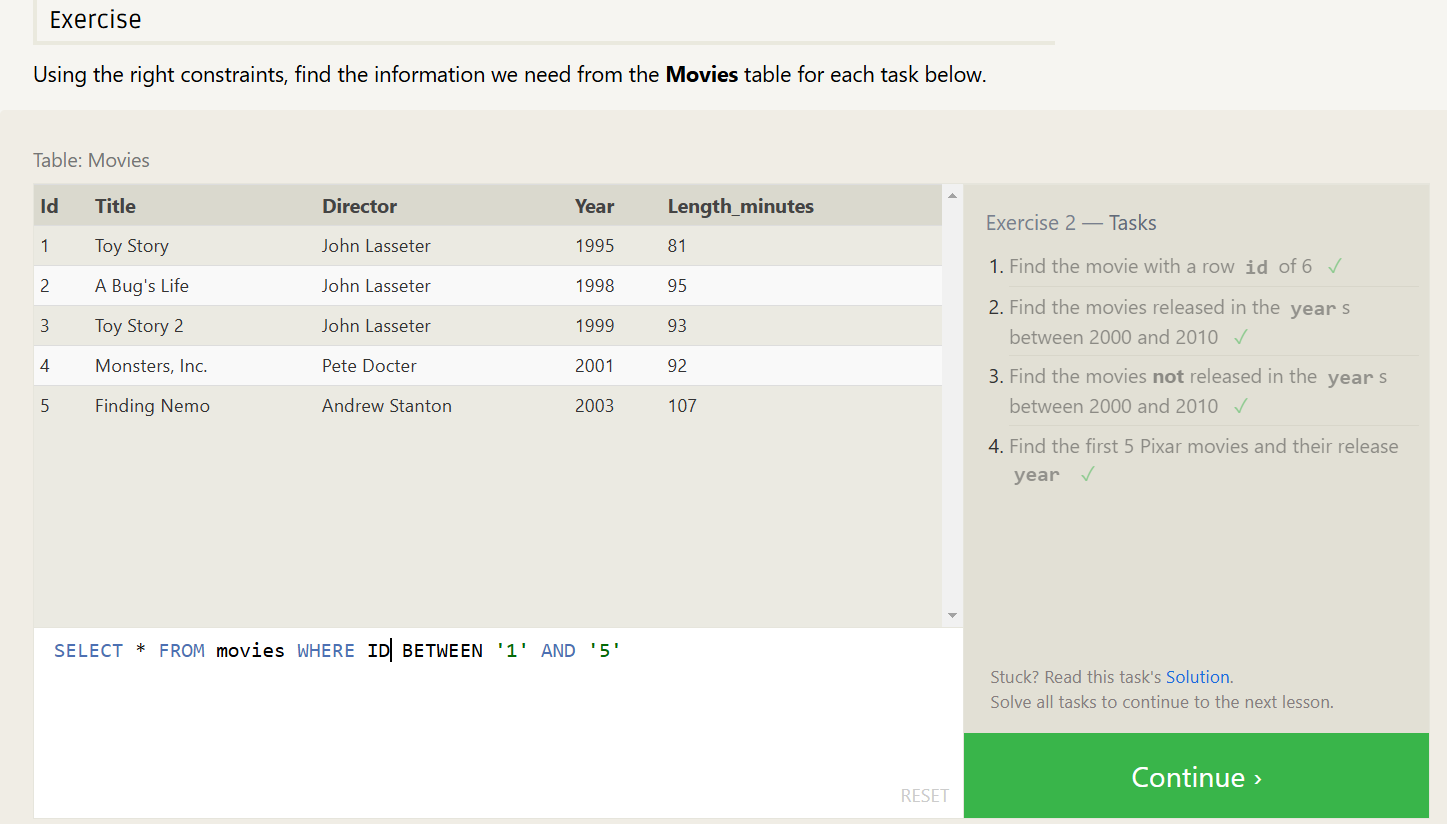 Exercise
Using the right constraints, find the information we need from the Movies table for each task below.
Table: Movies
Id Title Director Year Length_minutes
1 Toy Story John Lasseter 1995 81
2 A Bug's Life John Lasseter 1998 95
3 Toy Story 2 John Lasseter 1999 93
4 Monsters, Inc. Pete Docter 2001 92
5 Finding Nemo Andrew Stanton 2003 107
SELECT * FROM movies WHERE ID BETWEEN '1' AND '5'
RESET
Exercise 2 — Tasks
1. Find the movie with a row id of 6 ✓
2. Find the movies released in the year s
between 2000 and 2010 ✓
3. Find the movies not released in the year s
between 2000 and 2010 ✓
4. Find the first 5 Pixar movies and their release
year ✓
Stuck? Read this task's Solution.
Solve all tasks to continue to the next lesson.
Continue ›